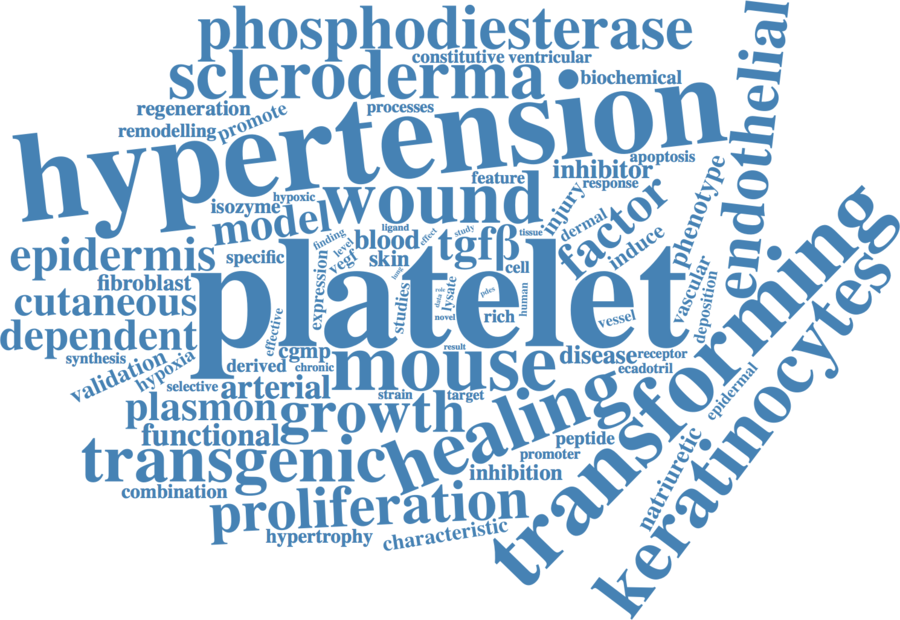 phosphodiesterase
constitutive ventricular
scleroderma
biochemical
endothelial
regeneration
promote
processes
remodelling
hypertension
apoptosis
inhibitor
feature
response
phenotype
hypoxic
isozyme
wound
injury
factor
model
ligand
tissue
dermal
induce
epidermis
specific
finding
level
vegf
blood
effect
study
tgfβ
skin
cell
fibroblast
expression
long
studies
platelet
lysate
role
data
novel
pdes
rich
human
vessel
vascular
deposition
cutaneous
dependent
effective
synthesis
validation
hypoxia
derived
cgmp
chronic
result
mouse
disease
receptor
ecadotril
selective
arterial
strain
target
transforming
keratinocytes
epidermal
plasmon
growth
healing
functional
peptide
promoter
natriuretic
transgenic
inhibition
combination
proliferation
hypertrophy
characteristic